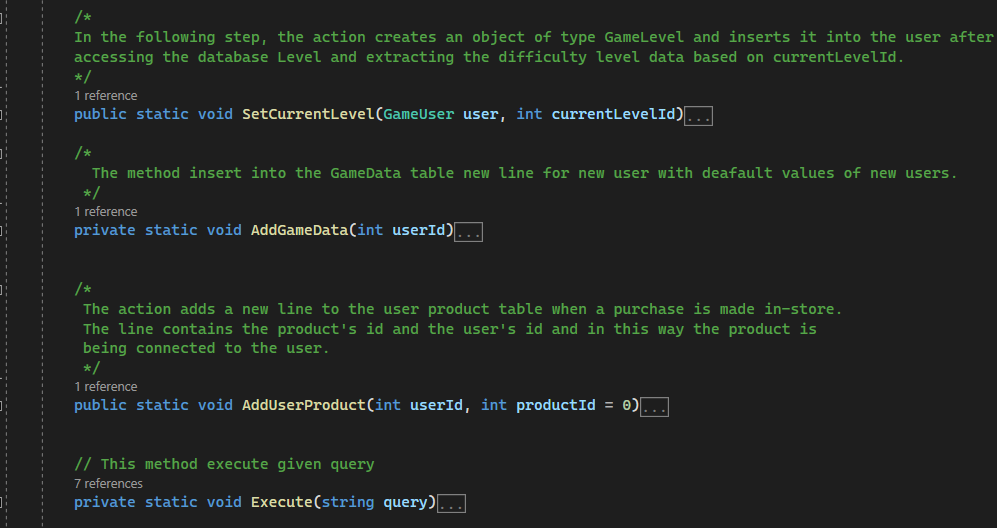 /*
In the following step, the action creates an object of type GameLevel and inserts it into the user after
accessing the database Level and extracting the difficulty level data based on currentLevelId.
*/
1 reference
public static void SetCurrentLevel(GameUser user, int currentLevelId)...
/*
The method insert into the GameData table new line for new user with deafault values of new users.
*/
1 reference
private static void AddGameData(int userId)...
/*
The action adds a new line to the user product table when a purchase is made in-store.
The line contains the product's id and the user's id and in this way the product is
being connected to the user.
*/
1 reference
public static void AddUserProduct(int userId, int productId = 0)...
// This method execute given query
7 references
private static void Execute(string query)...